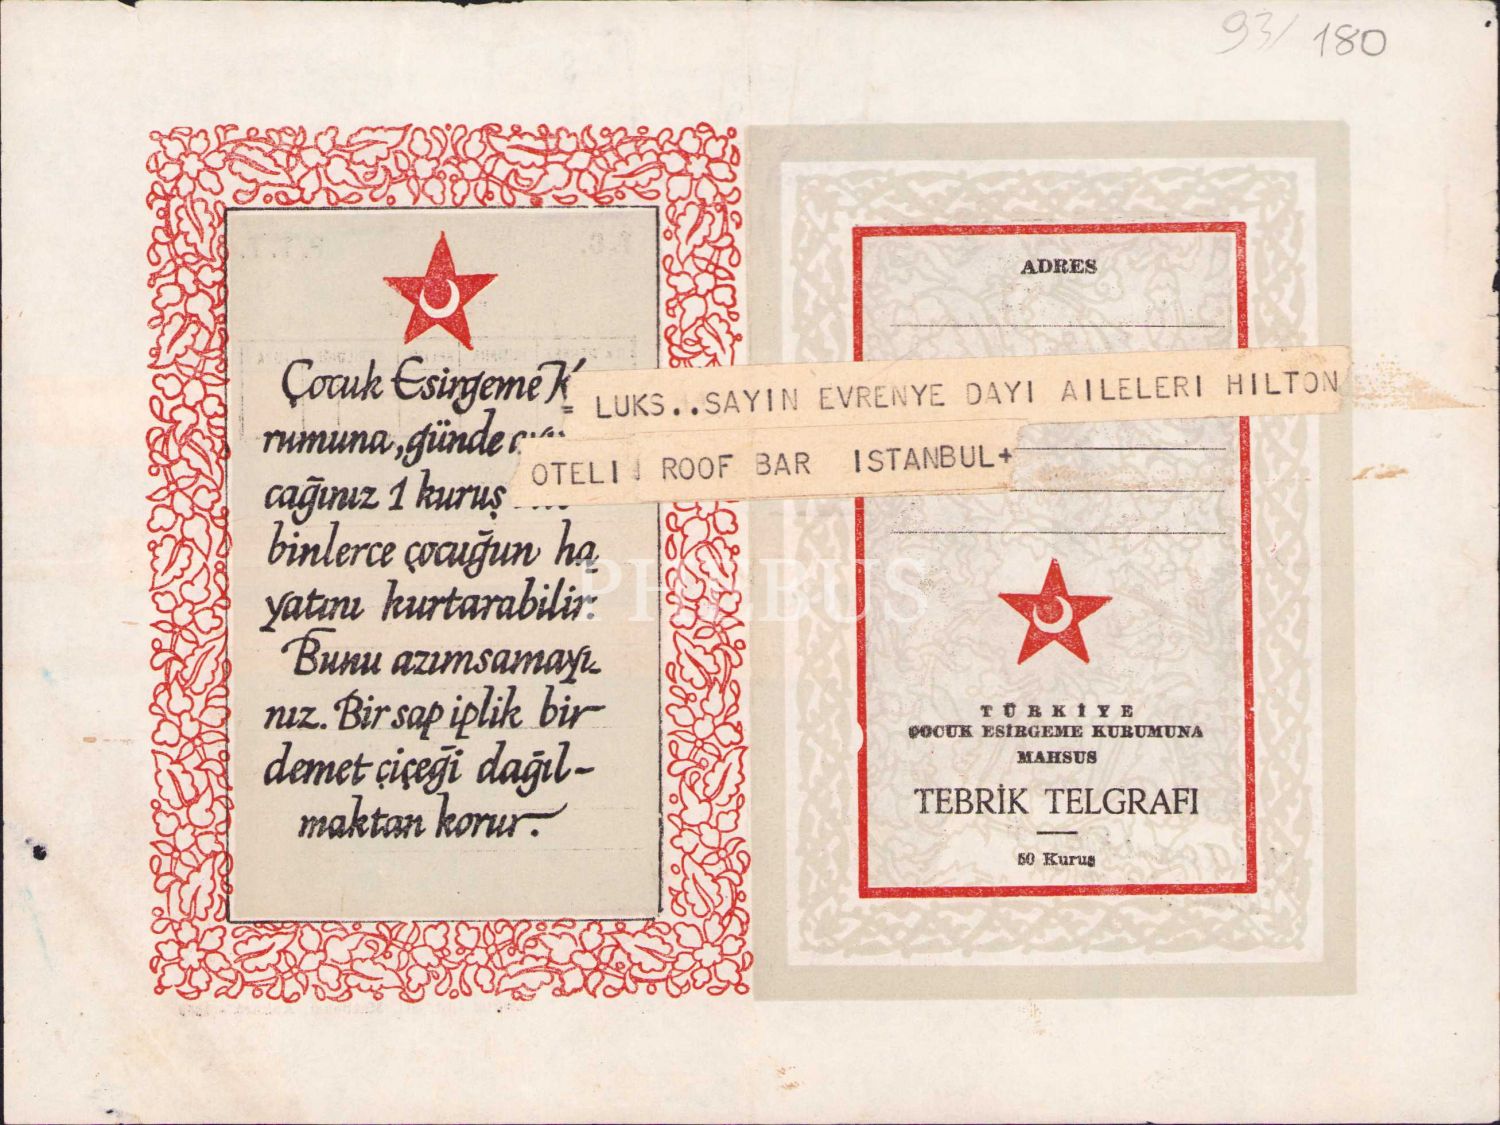 93/ 180
Çocuk Esirgeme K
rumuna, günde
cağınız 1 kuruş
binlerce çocuğun ha
yatını kurtarabilir.
Bunu azımsamayı
nız. Bir sap iplik bir
demet çiçeği dağıl-
maktan korur.
ADRES
= LUKS..SAYIN EVRENYE DAYI AILELERI HILTON
OTELI ROOF BAR ISTANBUL+
PHEBUS
TÜRKİYE
ÇOCUK ESİRGEME KURUMUNA
MAHSUS
TEBRİK TELGRAFI
50 Kuruş